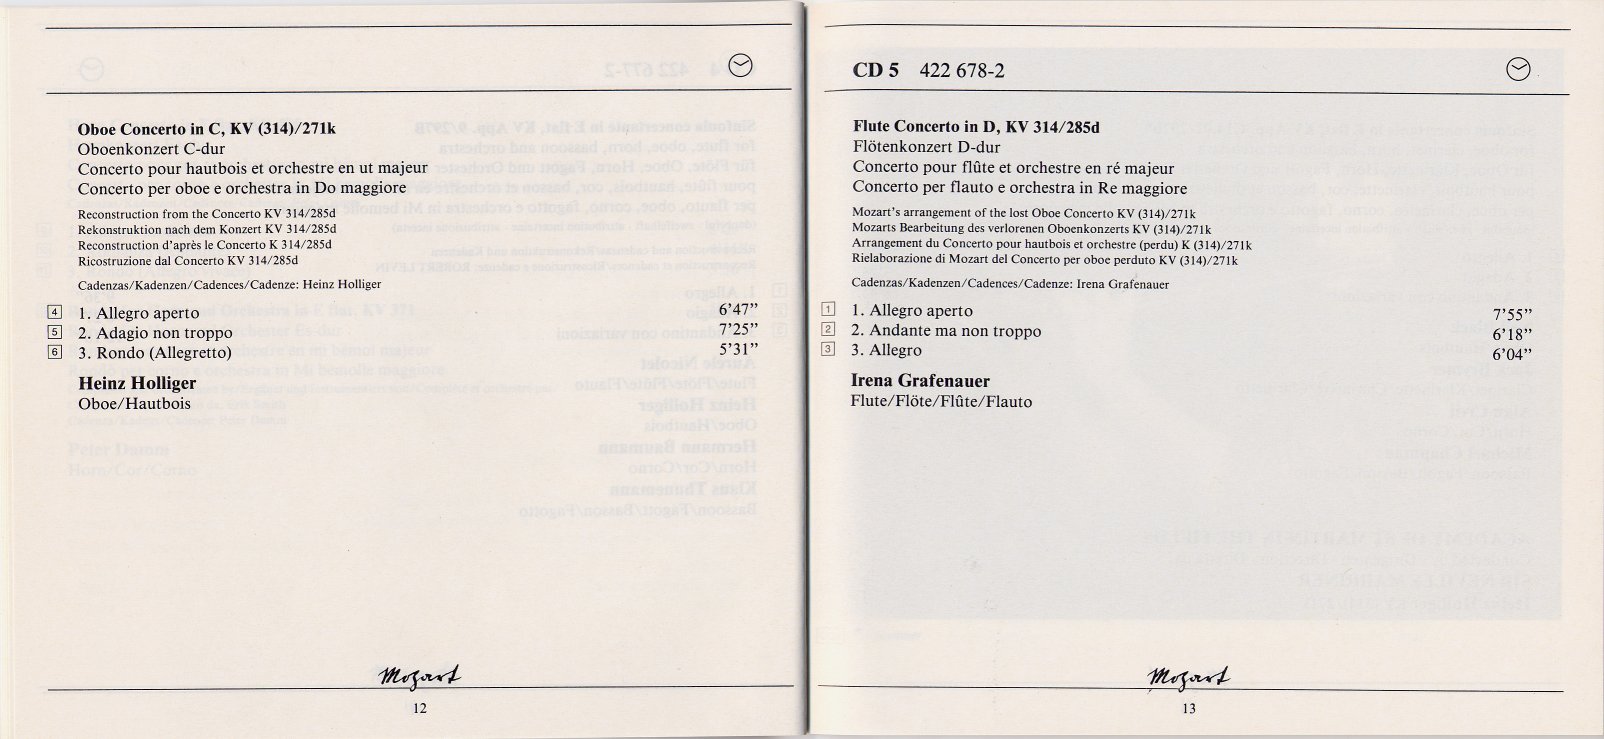 Oboe Concerto in C, KV (314)/271k
Oboenkonzert C-dur
Concerto pour hautbois et orchestre en ut majeur
Concerto per oboe e orchestra in Do maggiore
Reconstruction from the Concerto KV 314/285d
Rekonstruktion nach dem Konzert KV 314/285d
Reconstruction d'après le Concerto K 314/285d
Ricostruzione dal Concerto KV 314/285d
Cadenzas/Kadenzen/Cadences/Cadenze: Heinz Holliger
4 1. Allegro aperto 6'47"
5 2. Adagio non troppo 7'25"
6 3. Rondo (Allegretto) 5'31"
Heinz Holliger
Oboe/Hautbois
Mozart
12
CD 5 422 678-2
Flute Concerto in D, KV 314/285d
Flötenkonzert D-dur
Concerto pour flûte et orchestre en ré majeur
Concerto per flauto e orchestra in Re maggiore
Mozart's arrangement of the lost Oboe Concerto KV (314)/271k
Mozarts Bearbeitung des verlorenen Oboenkonzerts KV (314)/271k
Arrangement du Concerto pour hautbois et orchestre (perdu) K (314)/271k
Rielaborazione di Mozart del Concerto per oboe perduto KV (314)/271k
Cadenzas/Kadenzen/Cadences/Cadenze: Irena Grafenauer
1 1. Allegro aperto 7'55"
2 2. Andante ma non troppo 6'18"
3 3. Allegro 6'04"
Irena Grafenauer
Flute/Flöte/Flûte/Flauto
Mozart
13